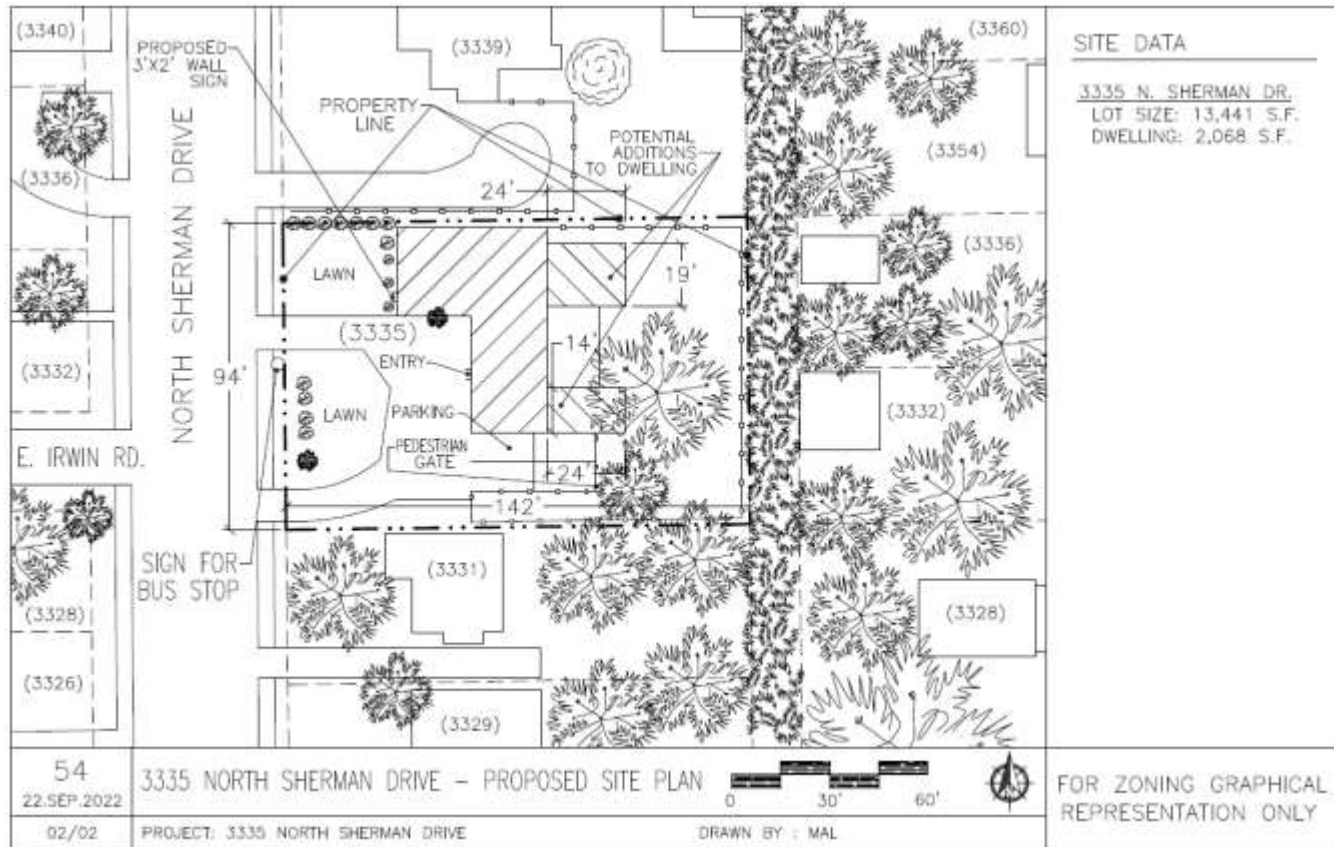 (3340)
PROPOSED
3'X2' WALL
SIGN
(3339)
(3360)
SITE DATA
3335 N. SHERMAN DR.
LOT SIZE: 13,441 S.F.
DWELLING: 2,068 S.F.
PROPERTY
LINE
POTENTIAL
ADDITIONS
TO DWELLING
(3354)
(3336)
NORTH SHERMAN DRIVE
24'
(3336)
LAWN
19'
(3335)
14'
(3332)
94'
ENTRY
LAWN
PARKING
(3332)
PEDESTRIAN
GATE
E. IRWIN RD.
24'
142'
SIGN FOR
BUS STOP
(3331)
(3328)
(3328)
(3326)
(3329)
54
22.SEP.2022
3335 NORTH SHERMAN DRIVE - PROPOSED SITE PLAN
0 30' 60'
FOR ZONING GRAPHICAL
REPRESENTATION ONLY
02/02
PROJECT: 3335 NORTH SHERMAN DRIVE
DRAWN BY : MAL